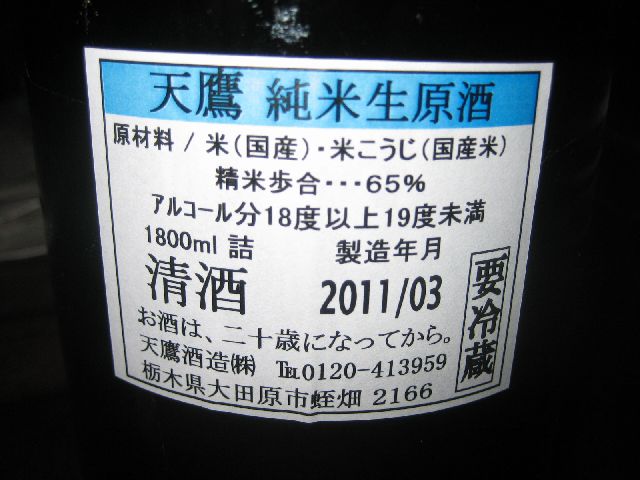 天鷹 純米生原酒
原材料 / 米(国産)・米こうじ(国産米)
精米歩合・・・65%
アルコール分18度以上19度未満
1800ml 詰 製造年月
清酒 2011/03
要冷蔵
お酒は、二十歳になってから。
天鷹酒造㈱ ℡0120-413959
栃木県大田原市蛭畑 2166